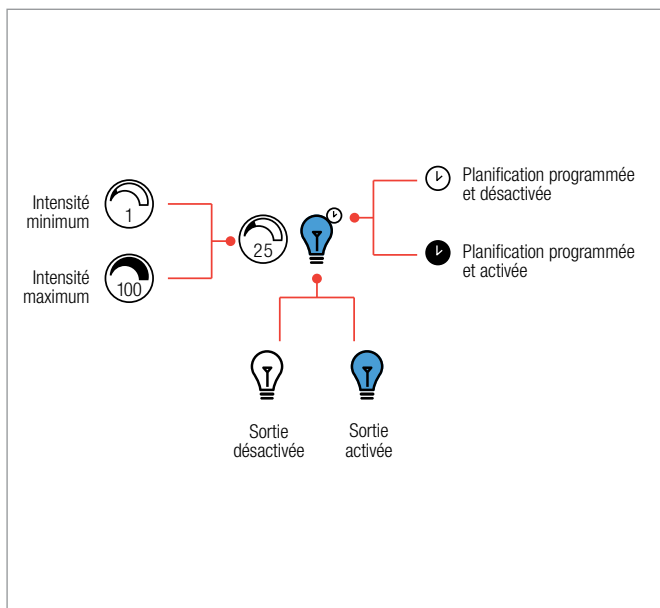 Intensité
minimum
1
Intensité
maximum
100
25
Planification programmée
et désactivée
Planification programmée
et activée
Sortie
désactivée
Sortie
activée